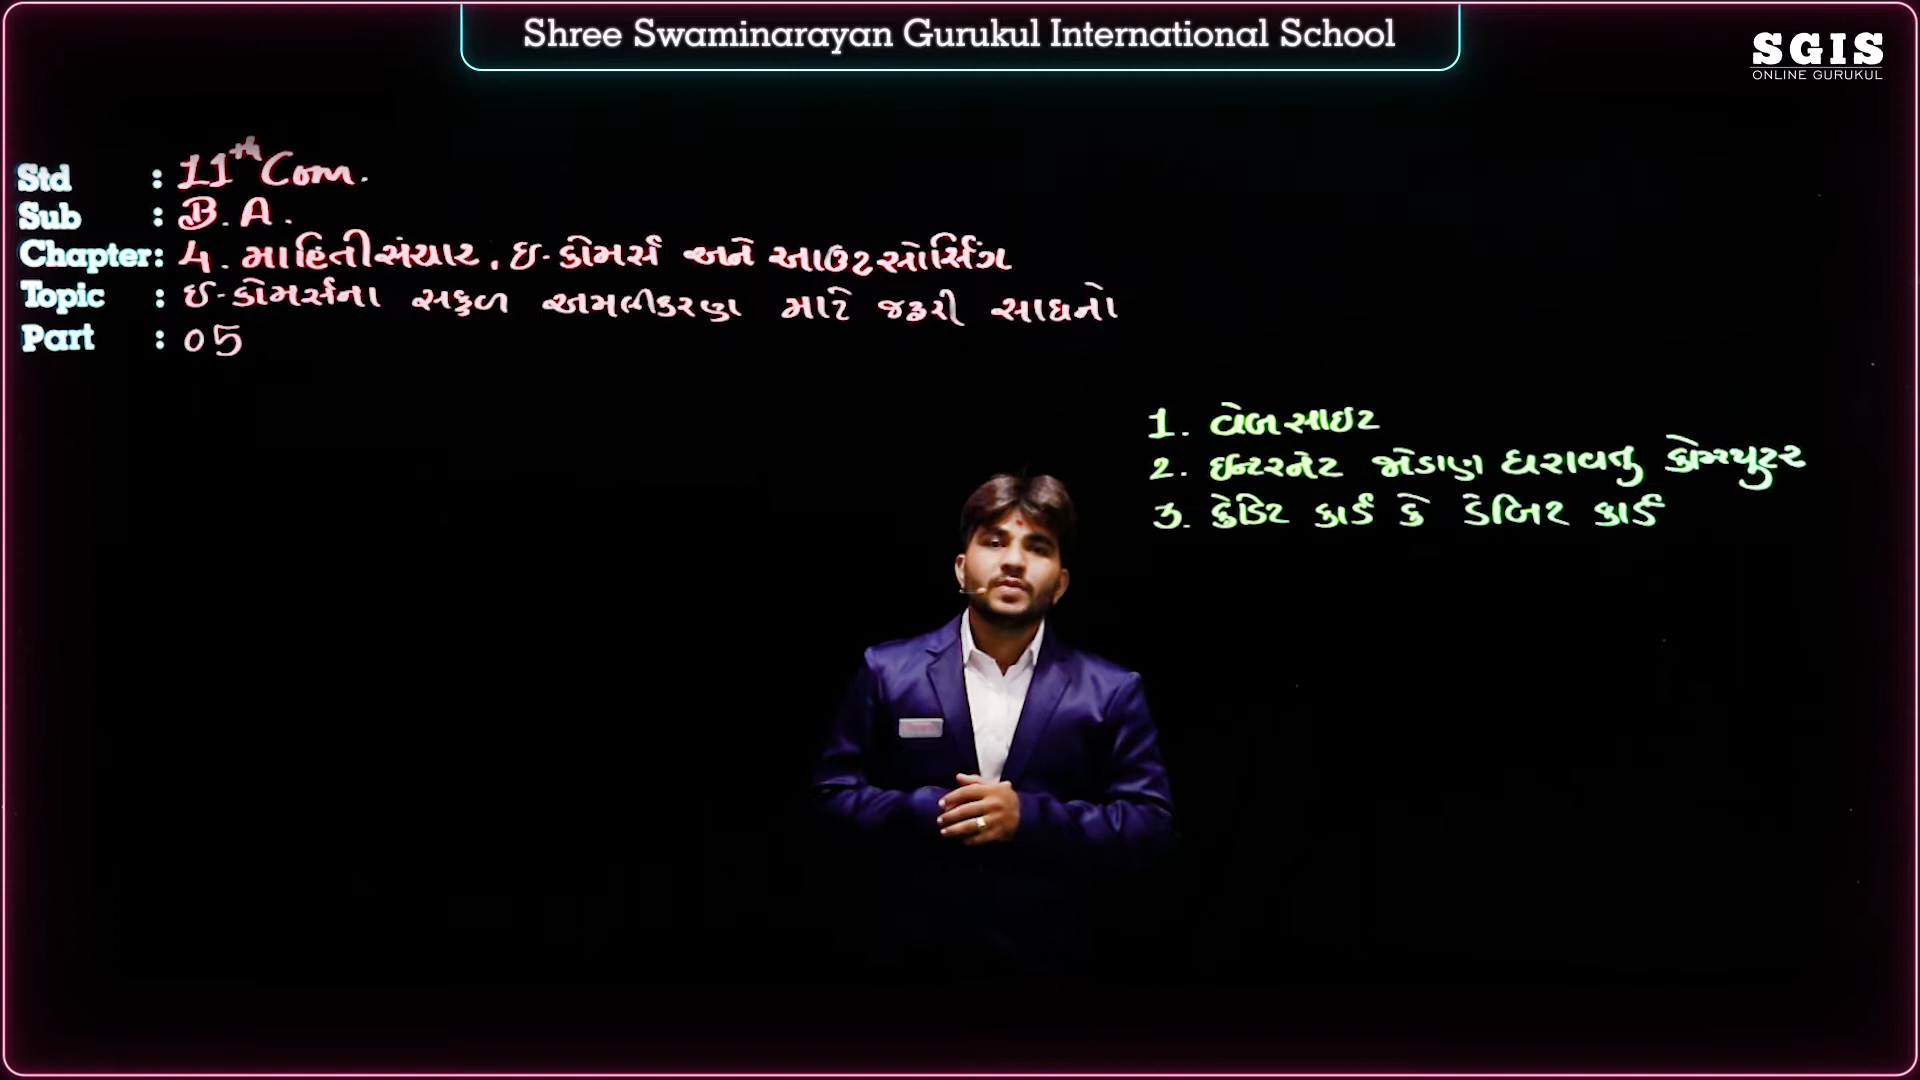 Shree Swaminarayan Gurukul International School
SGIS
ONLINE GURUKUL
Std : 11th Com.
Sub : B. A.
Chapter: 4. માહિતીસંચાર, ઇ-કોમર્સ અને આઉટસોર્સિંગ
Topic : ઈ-કોમર્સના સફળ અમલીકરણ માટે જરૂરી સાધનો
Part : 05
1. વેબસાઇટ
2. ઇન્ટરનેટ જોડાણ ધરાવતુ કોમ્પ્યુટર
3. ક્રેડિટ કાર્ડ કે ડેબિટ કાર્ડ